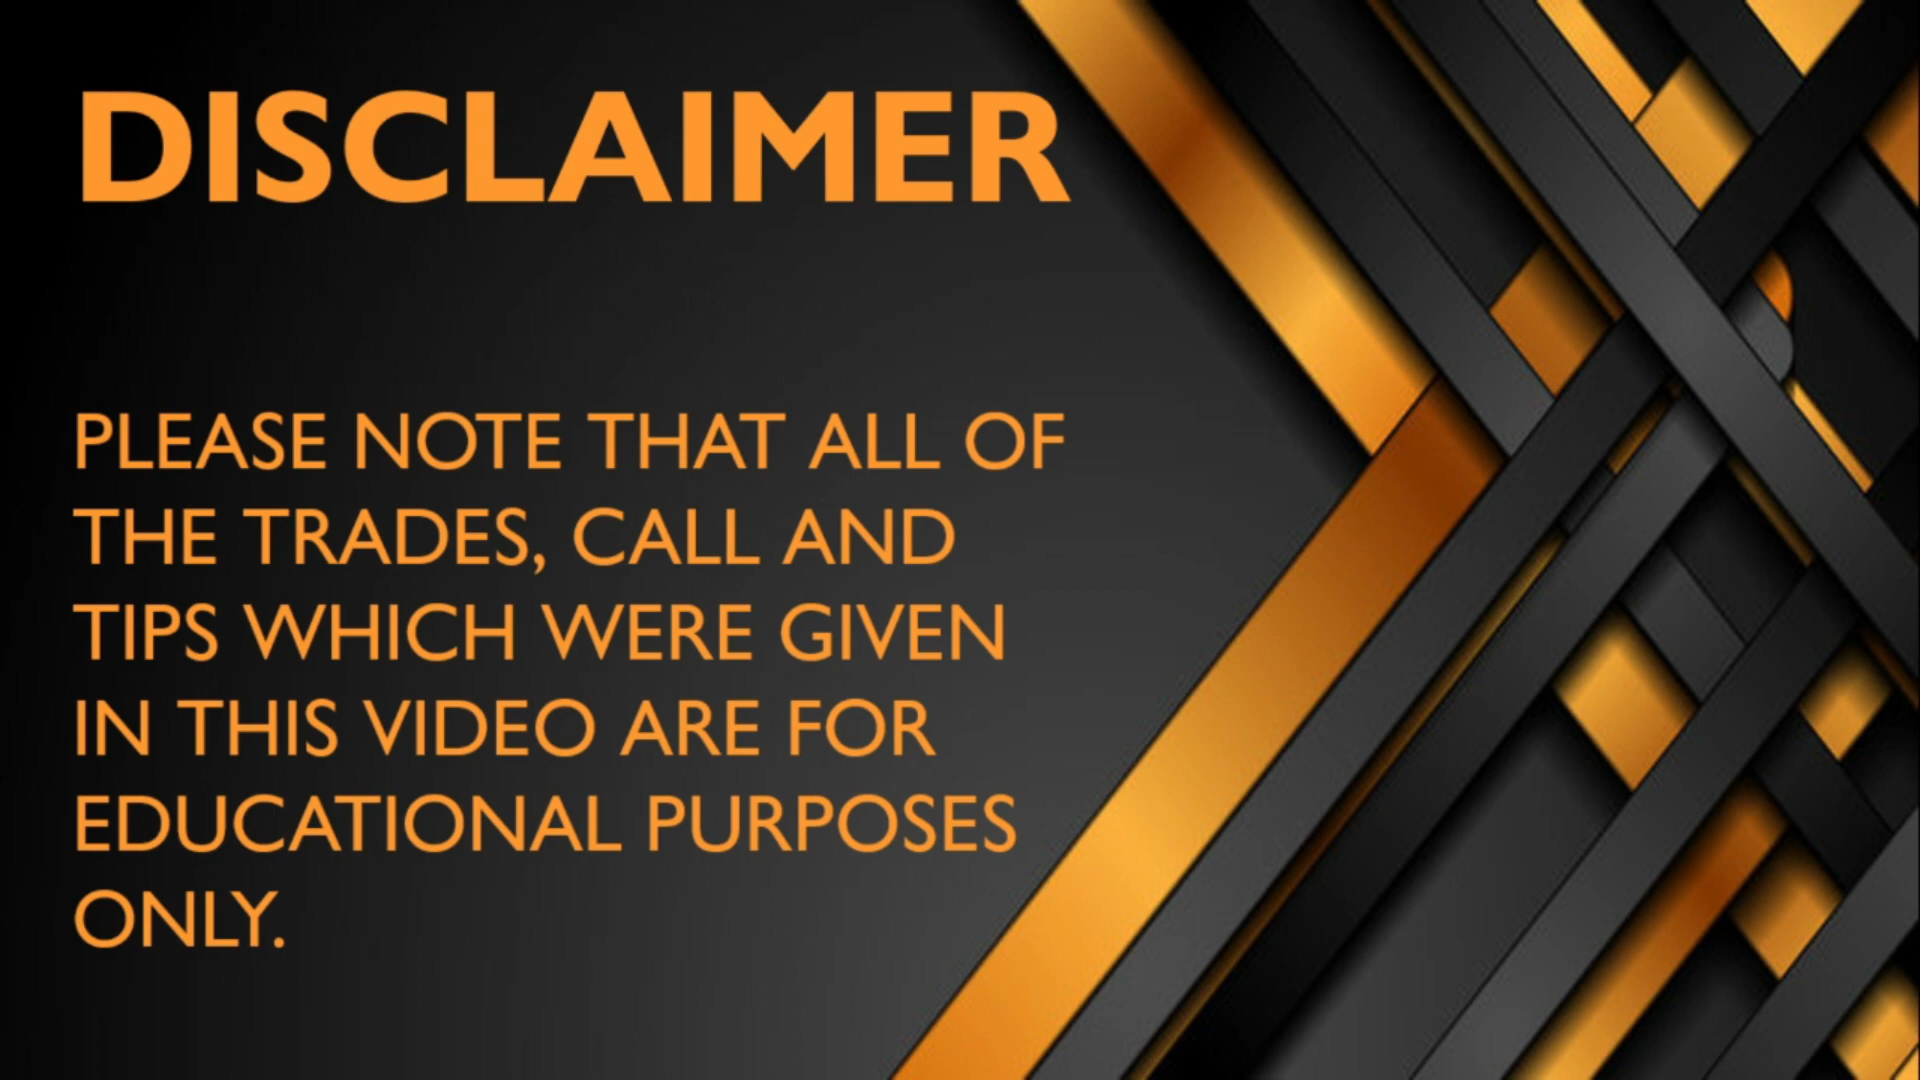 DISCLAIMER
PLEASE NOTE THAT ALL OF
THE TRADES, CALL AND
TIPS WHICH WERE GIVEN
IN THIS VIDEO ARE FOR
EDUCATIONAL PURPOSES
ONLY.